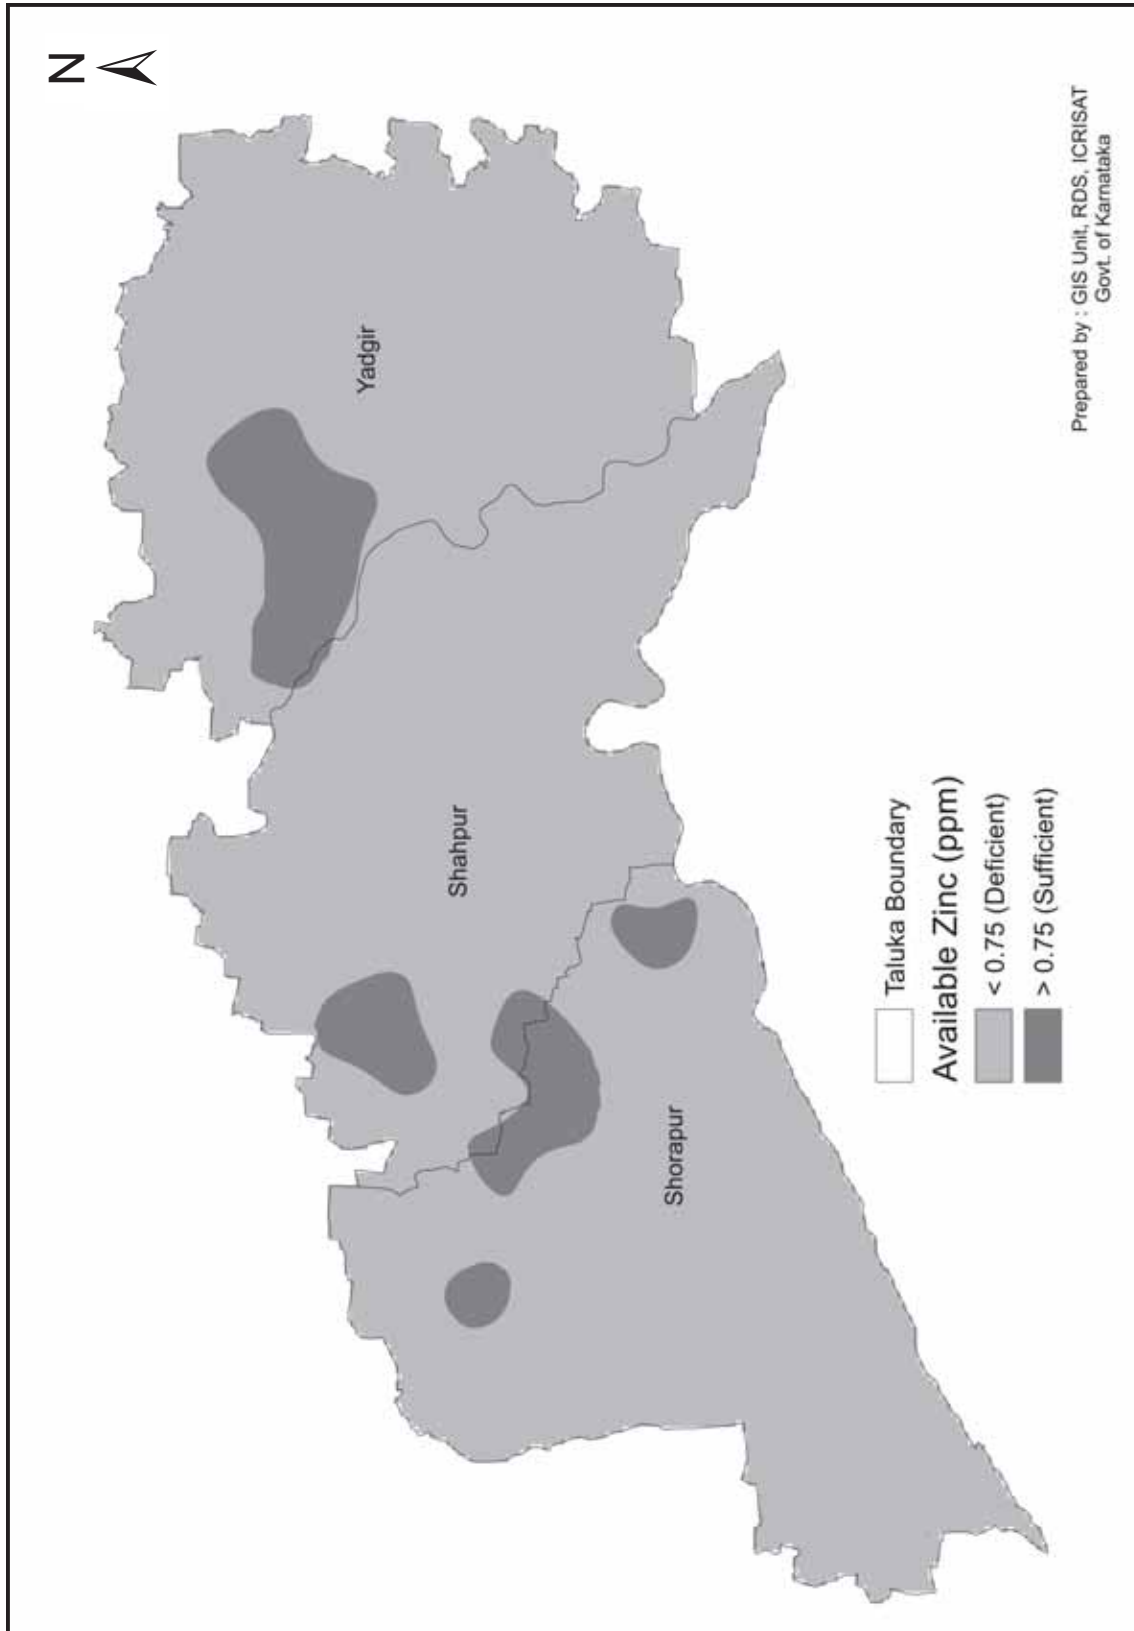 N
Yadgir
Shahpur
Shorapur
Taluka Boundary
Available Zinc (ppm)
< 0.75 (Deficient)
> 0.75 (Sufficient)
Prepared by : GIS Unit, RDS, ICRISAT
Govt. of Karnataka